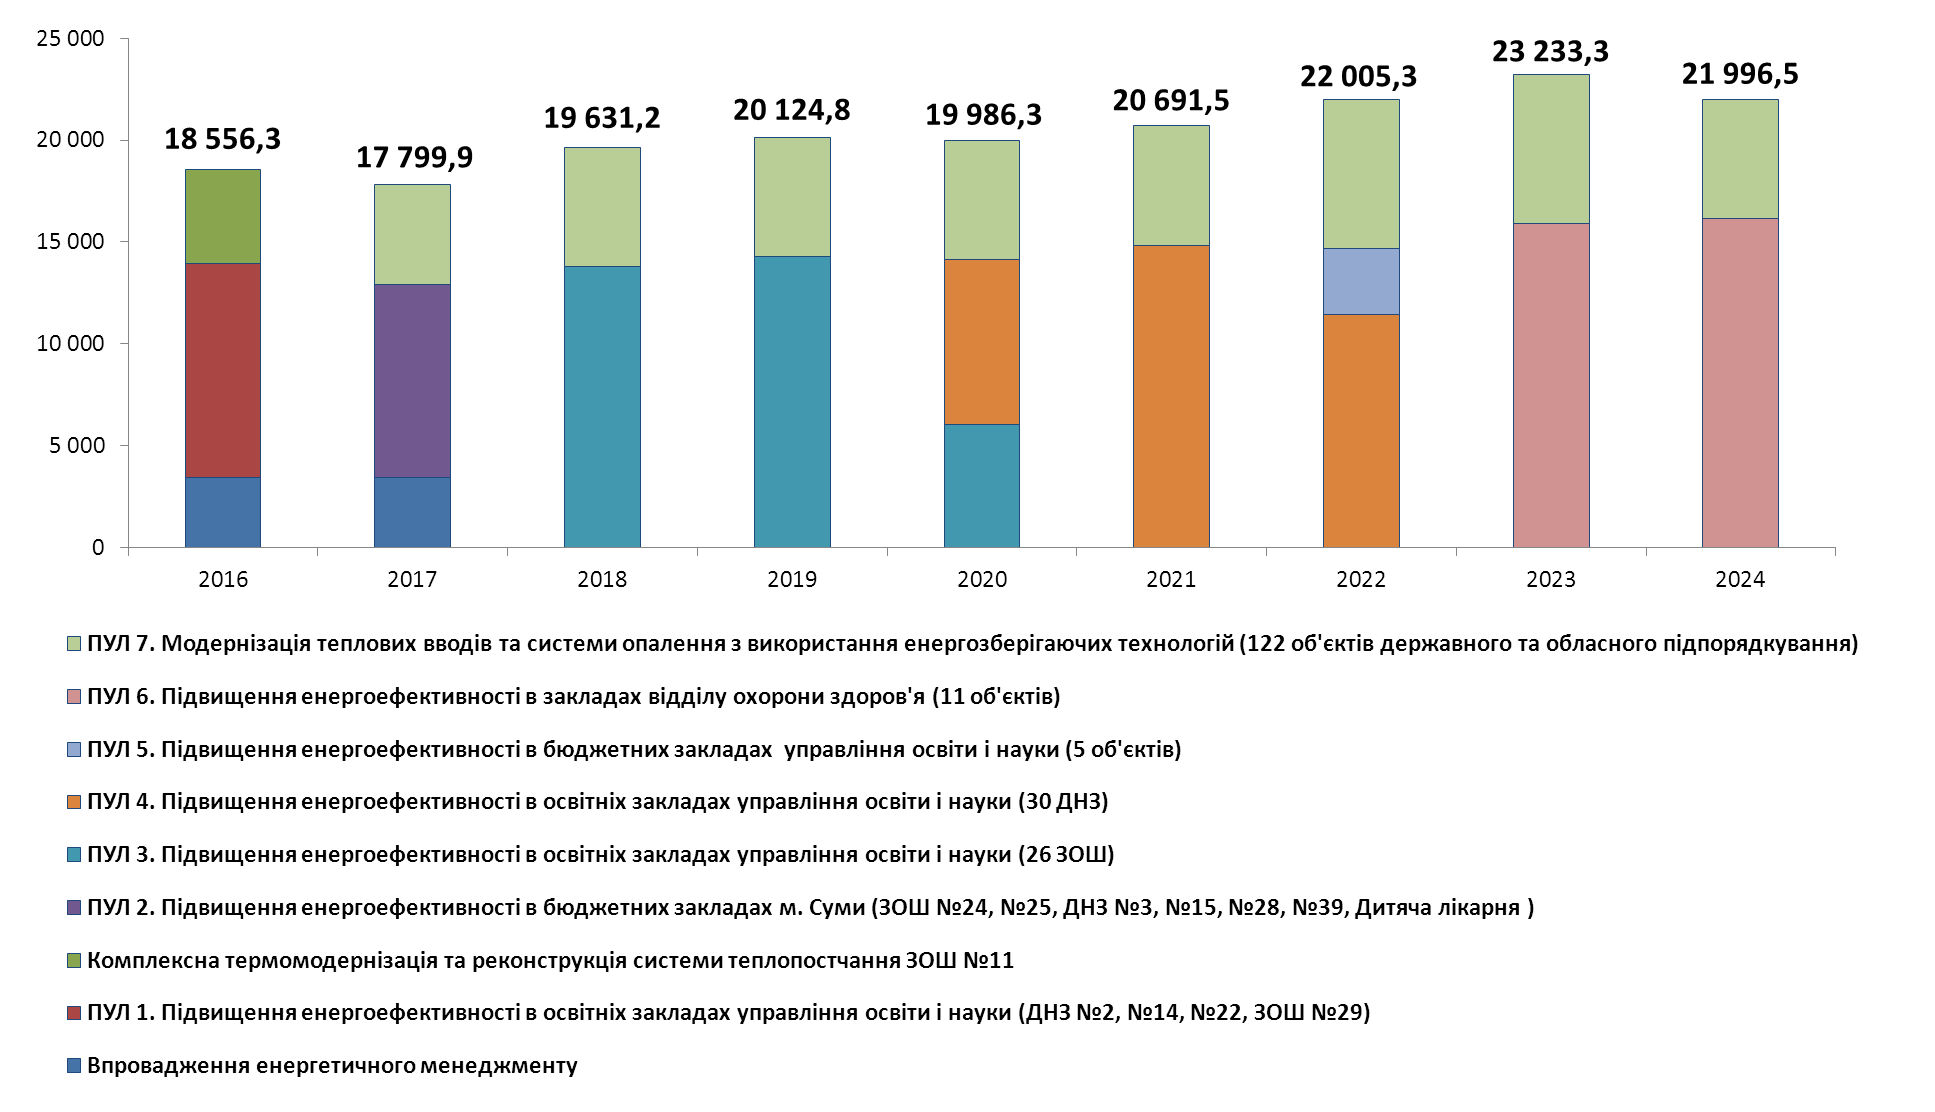 25 000
20 000
15 000
10 000
5 000
0
18 556,3
17 799,9
19 631,2
20 124,8
19 986,3
20 691,5
22 005,3
23 233,3
21 996,5
2016 2017 2018 2019 2020 2021 2022 2023 2024
ПУЛ 7. Модернізація теплових вводів та системи опалення з використання енергозберігаючих технологій (122 об'єктів державного та обласного підпорядкування)
ПУЛ 6. Підвищення енергоефективності в закладах відділу охорони здоров'я (11 об'єктів)
ПУЛ 5. Підвищення енергоефективності в бюджетних закладах управління освіти і науки (5 об'єктів)
ПУЛ 4. Підвищення енергоефективності в освітніх закладах управління освіти і науки (30 ДНЗ)
ПУЛ 3. Підвищення енергоефективності в освітніх закладах управління освіти і науки (26 ЗОШ)
ПУЛ 2. Підвищення енергоефективності в бюджетних закладах м. Суми (ЗОШ №24, №25, ДНЗ №3, №15, №28, №39, Дитяча лікарня )
Комплексна термомодернізація та реконструкція системи теплопостчання ЗОШ №11
ПУЛ 1. Підвищення енергоефективності в освітніх закладах управління освіти і науки (ДНЗ №2, №14, №22, ЗОШ №29)
Впровадження енергетичного менеджменту